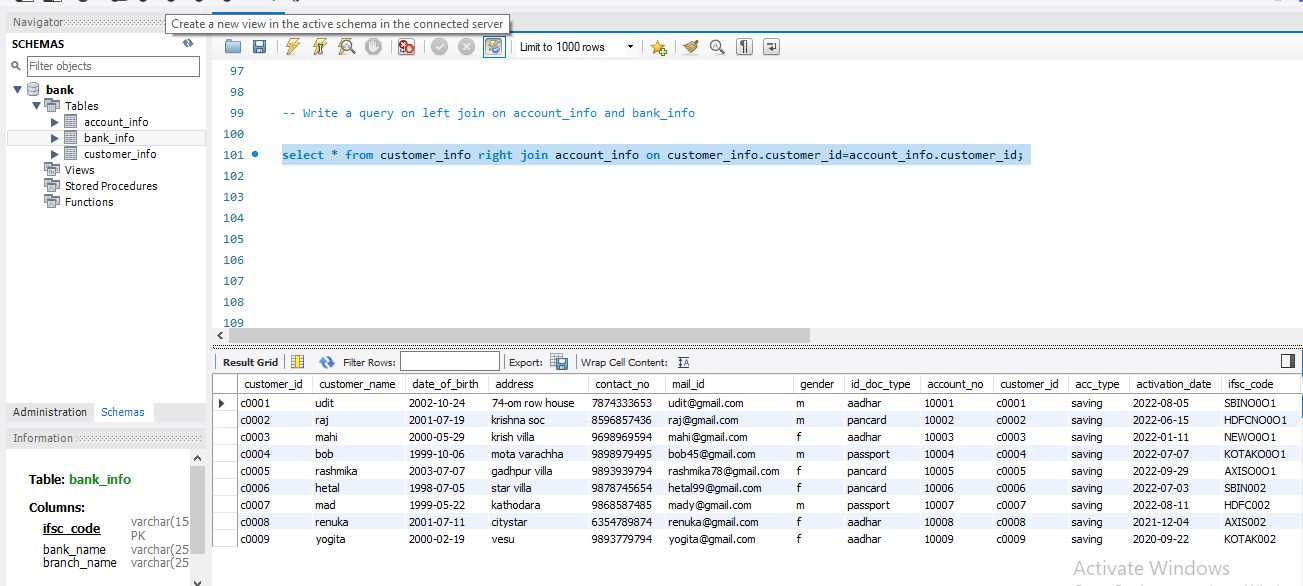 Navigator:
Create a new view in the active schema in the connected server
SCHEMAS
Filter objects
bank
Tables
account_info
bank_info
customer_info
Views
Stored Procedures
Functions
Administration Schemas
Information
Table: bank_info
Columns:
ifsc_code varchar(15
PK
bank_name varchar(25
branch_name varchar(25
Limit to 1000 rows
97
98
99 -- Write a query on left join on account_info and bank_info
100
101 select * from customer_info right join account_info on customer_info.customer_id=account_info.customer_id;
102
103
104
105
106
107
108
109
Result Grid Filter Rows: Export: Wrap Cell Content: IA
customer_id customer_name date_of_birth address contact_no mail_id gender id_doc_type account_no customer_id acc_type activation_date ifsc_code
c0001 udit 2002-10-24 74-om row house 7874333653 udit@gmail.com m aadhar 10001 c0001 saving 2022-08-05 SBINO0O1
c0002 raj 2001-07-19 krishna soc 8596857436 raj@gmail.com m pancard 10002 c0002 saving 2022-06-15 HDFCNO0O1
c0003 mahi 2000-05-29 krish villa 9698969594 mahi@gmail.com f aadhar 10003 c0003 saving 2022-01-11 NEWO0O1
c0004 bob 1999-10-06 mota varachha 9898979495 bob45@gmail.com m passport 10004 c0004 saving 2022-07-07 KOTAKO0O1
c0005 rashmika 2003-07-07 gadhpur villa 9893939794 rashmika78@gmail.com f pancard 10005 c0005 saving 2022-09-29 AXISO0O1
c0006 hetal 1998-07-05 star villa 9878745654 hetal99@gmail.com f pancard 10006 c0006 saving 2022-07-03 SBIN002
c0007 mad 1999-05-22 kathodara 9868587485 mady@gmail.com m passport 10007 c0007 saving 2022-08-11 HDFC002
c0008 renuka 2001-07-11 citystar 6354789874 renuka@gmail.com f aadhar 10008 c0008 saving 2021-12-04 AXIS002
c0009 yogita 2000-02-19 vesu 9893779794 yogita@gmail.com f aadhar 10009 c0009 saving 2020-09-22 KOTAK002
Activate Windows